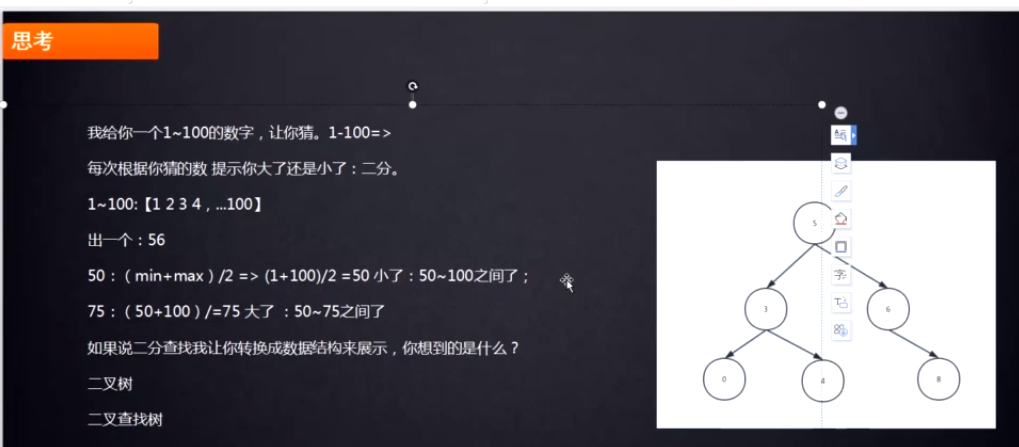 思考
我给你一个1~100的数字，让你猜。1-100=>
每次根据你猜的数 提示你大了还是小了：二分。
1~100:【1 2 3 4，...100】
出一个：56
50：（min+max）/2 => (1+100)/2 =50 小了：50~100之间了；
75：（50+100）/=75 大了 ：50~75之间了
如果说二分查找我让你转换成数据结构来展示，你想到的是什么？
二叉树
二叉查找树
5
3
6
0
4
8
字